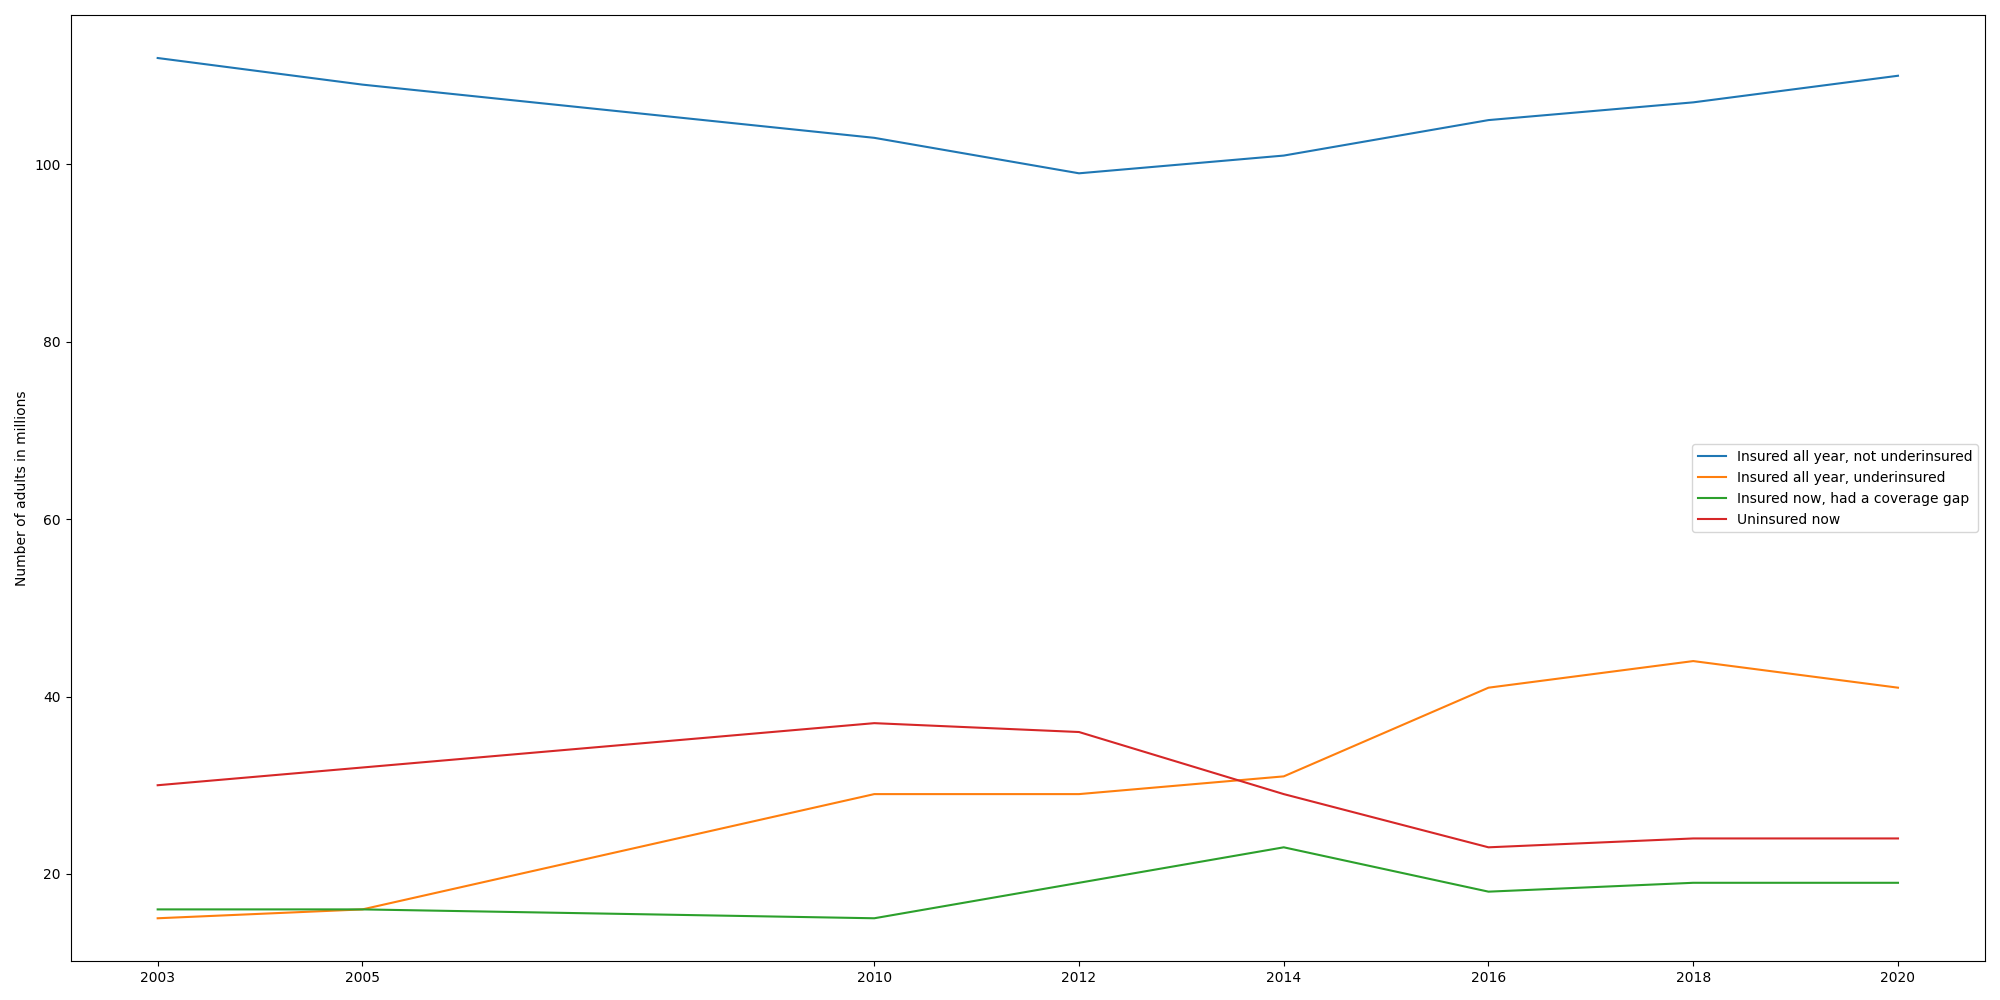 Number of adults in millions
100
80
60
40
20
2003 2005 2010 2012 2014 2016 2018 2020
Insured all year, not underinsured
Insured all year, underinsured
Insured now, had a coverage gap
Uninsured now